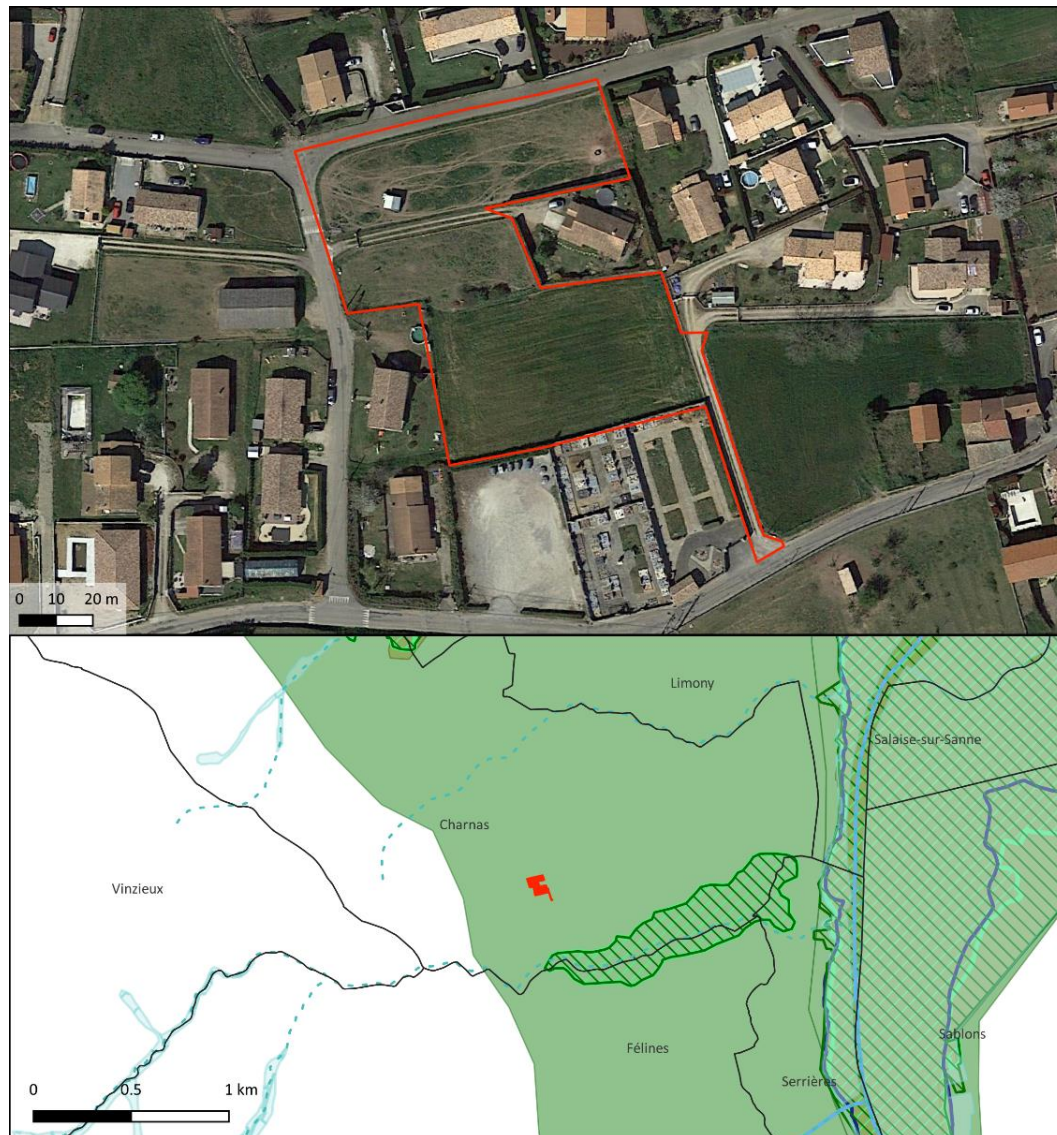 0 10 20 m
Limony
Salaise-sur-Sanne
Charnas
Vinzieux
Félines
Sablons
Serrières
0 0.5 1 km